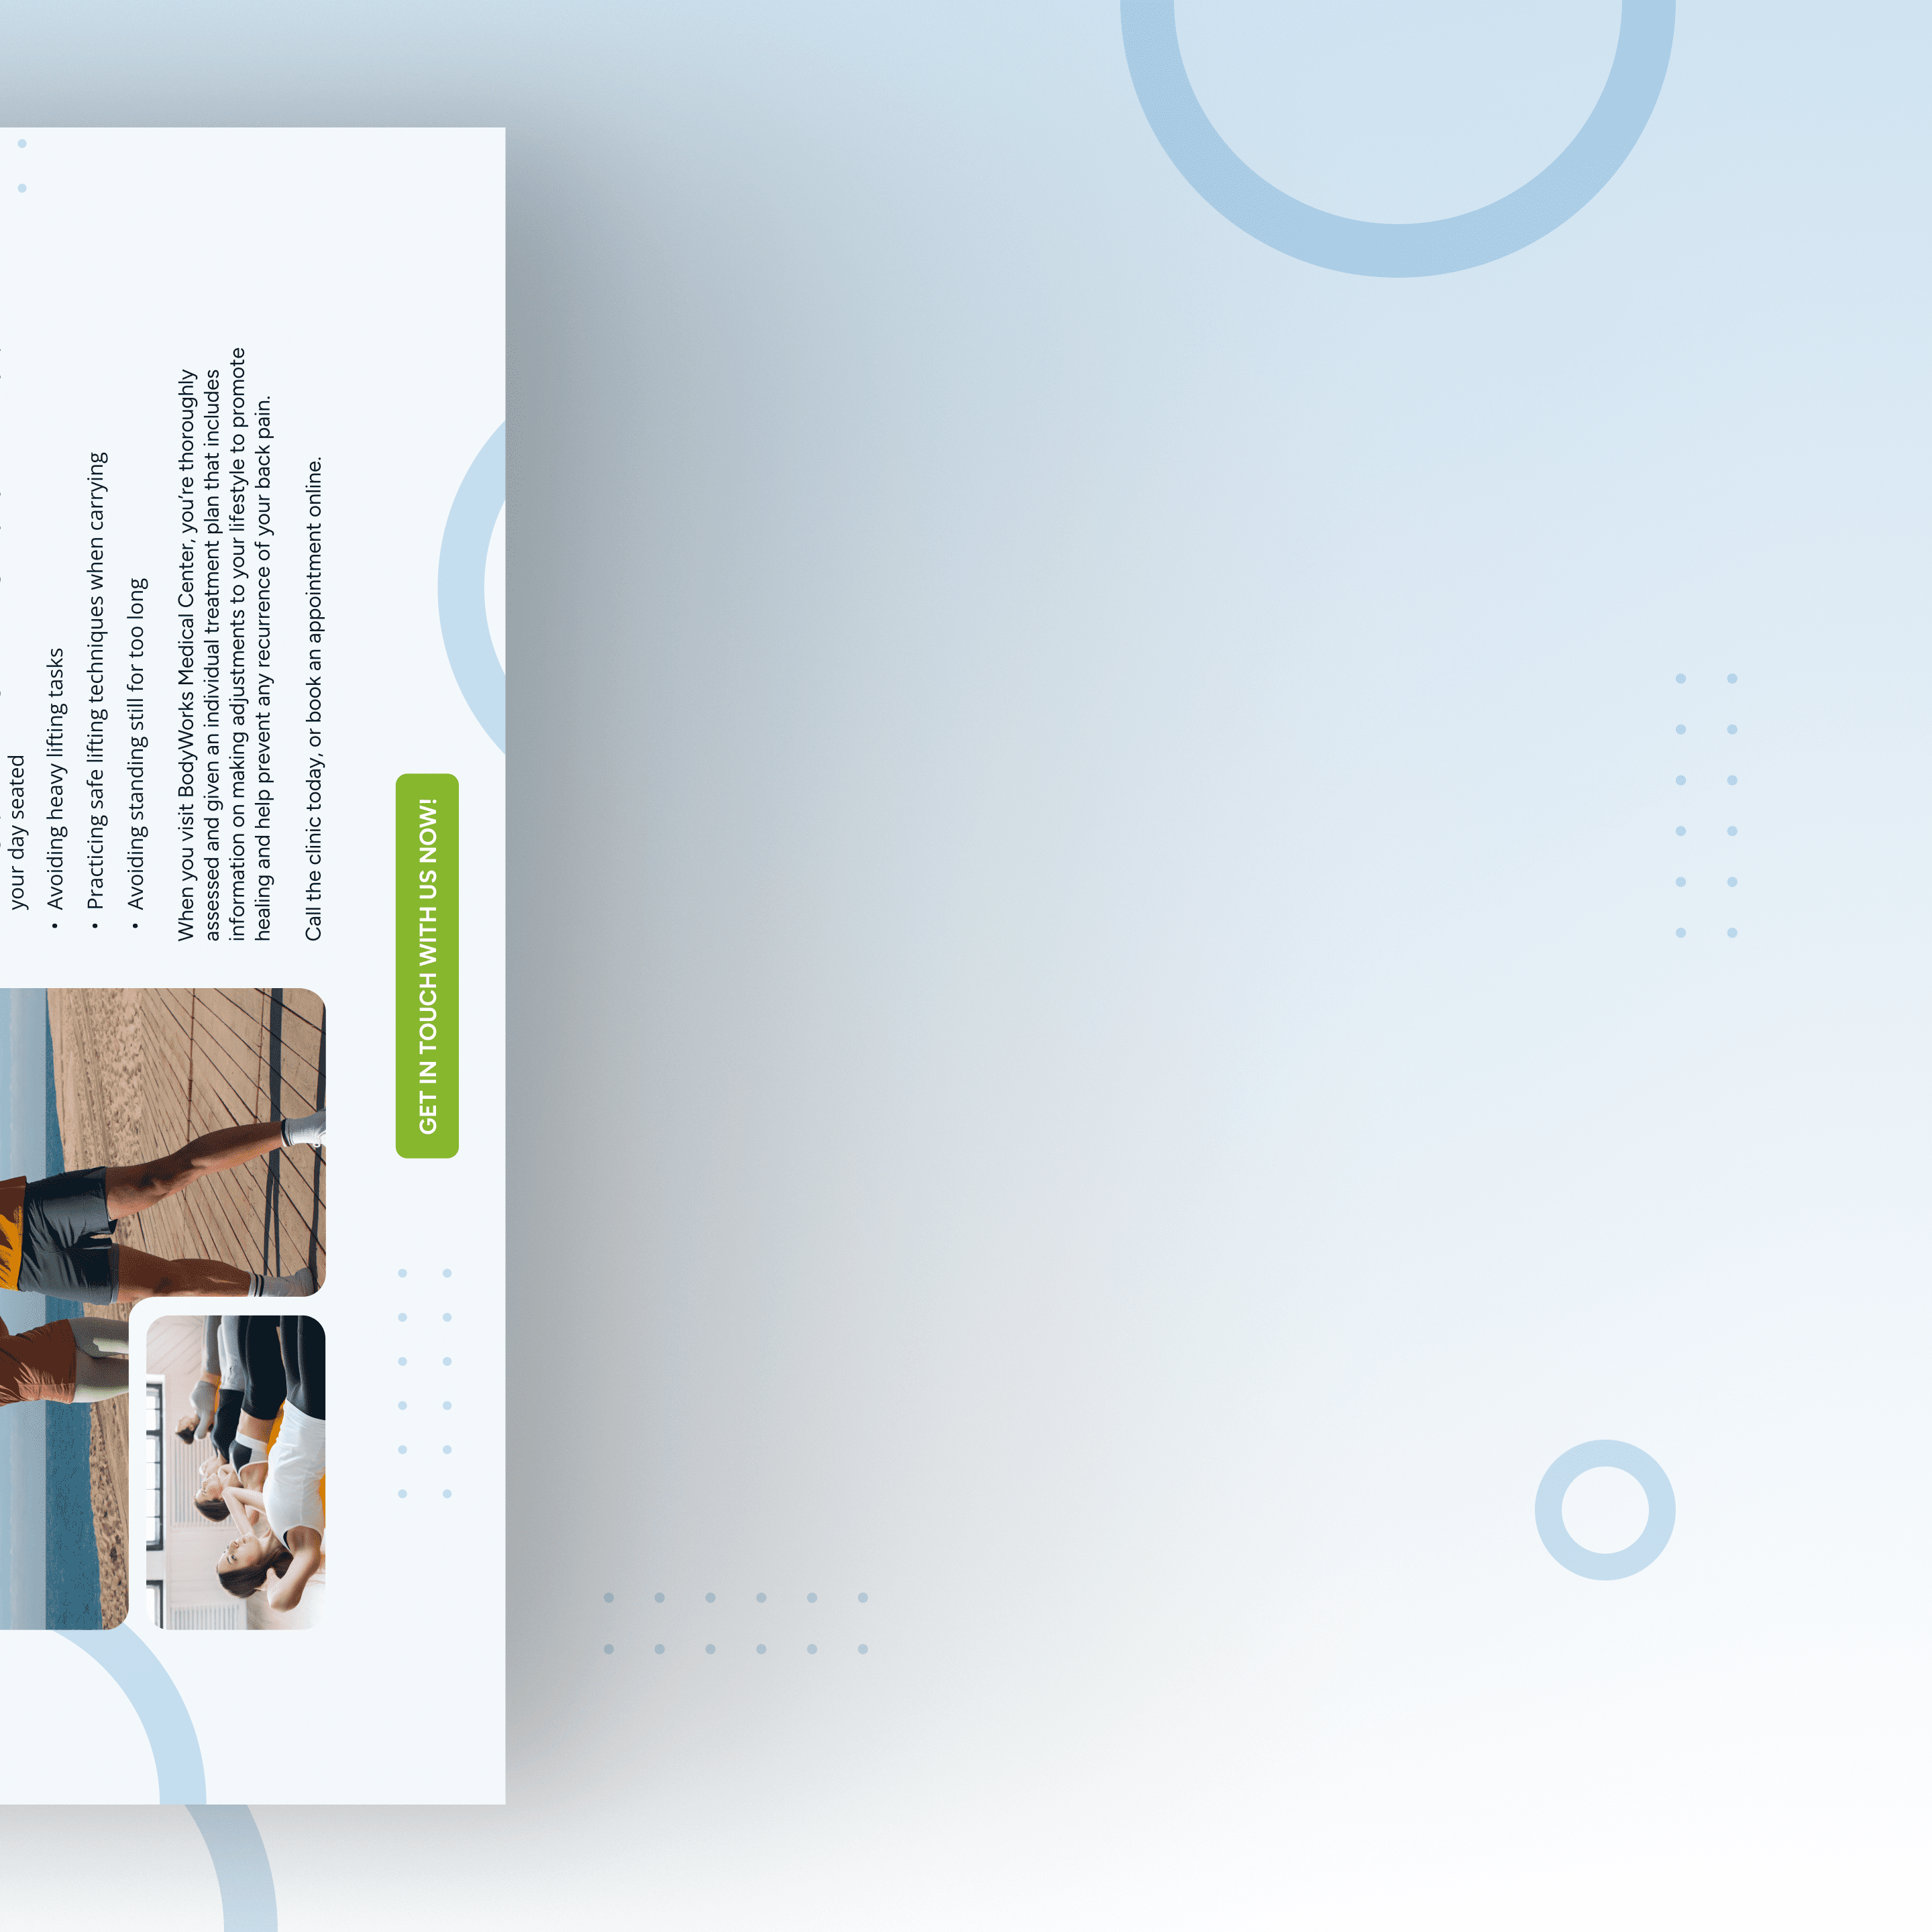 your day seated
• Avoiding heavy lifting tasks
• Practicing safe lifting techniques when carrying
• Avoiding standing still for too long
When you visit BodyWorks Medical Center, you're thoroughly
assessed and given an individual treatment plan that includes
information on making adjustments to your lifestyle to promote
healing and help prevent any recurrence of your back pain.
Call the clinic today, or book an appointment online.
GET IN TOUCH WITH US NOW!